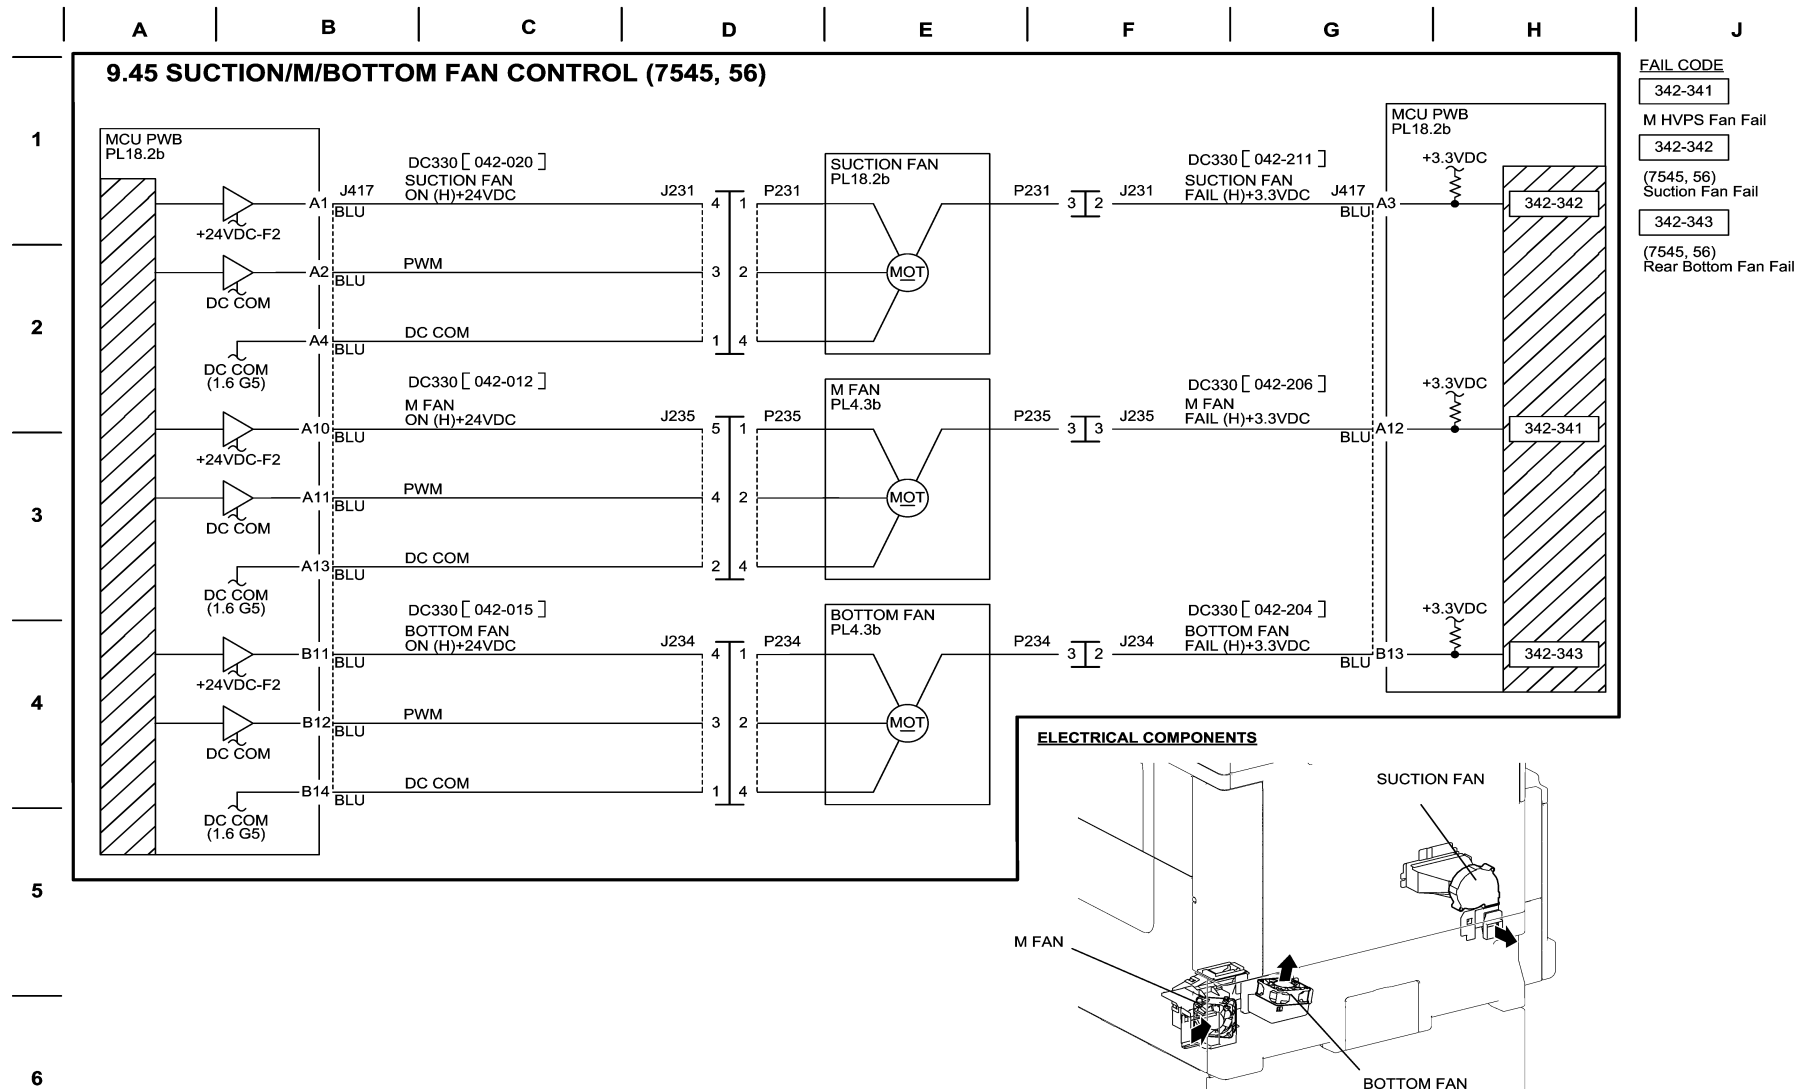 A B C D E F G H J
9.45 SUCTION/M/BOTTOM FAN CONTROL (7545, 56)
FAIL CODE
342-341
M HVPS Fan Fail
342-342
(7545, 56)
Suction Fan Fail
342-343
(7545, 56)
Rear Bottom Fan Fail
1
2
3
4
5
6
MCU PWB
PL18.2b
+24VDC-F2
DC COM
DC COM
(1.6 G5)
+24VDC-F2
DC COM
DC COM
(1.6 G5)
+24VDC-F2
DC COM
DC COM
(1.6 G5)
J417
A1
BLU
A2
BLU
A4
BLU
A10
BLU
A11
BLU
A13
BLU
B11
BLU
B12
BLU
B14
BLU
DC330 [ 042-020 ]
SUCTION FAN
ON (H)+24VDC
PWM
DC COM
J231
P231
4 1
3 2
1 4
SUCTION FAN
PL18.2b
MOT
P231
3 2
J231
DC330 [ 042-211 ]
SUCTION FAN
FAIL (H)+3.3VDC
J417
BLU
A3
MCU PWB
PL18.2b
+3.3VDC
342-342
DC330 [ 042-012 ]
M FAN
ON (H)+24VDC
PWM
DC COM
J235
P235
5 1
4 2
2 4
M FAN
PL4.3b
MOT
P235
3 3
J235
DC330 [ 042-206 ]
M FAN
FAIL (H)+3.3VDC
BLU
A12
+3.3VDC
342-341
DC330 [ 042-015 ]
BOTTOM FAN
ON (H)+24VDC
PWM
DC COM
J234
P234
4 1
3 2
1 4
BOTTOM FAN
PL4.3b
MOT
P234
3 2
J234
DC330 [ 042-204 ]
BOTTOM FAN
FAIL (H)+3.3VDC
BLU
B13
+3.3VDC
342-343
ELECTRICAL COMPONENTS
SUCTION FAN
M FAN
BOTTOM FAN